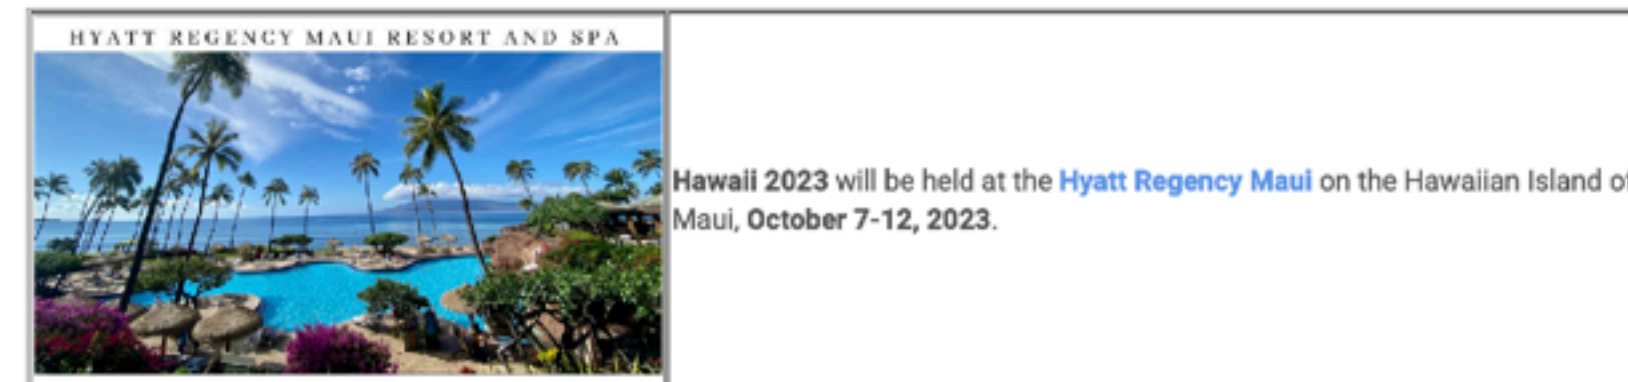 HYATT REGENCY MAUI RESORT AND SPA
Hawaii 2023 will be held at the Hyatt Regency Maui on the Hawaiian Island of
Maui, October 7-12, 2023.